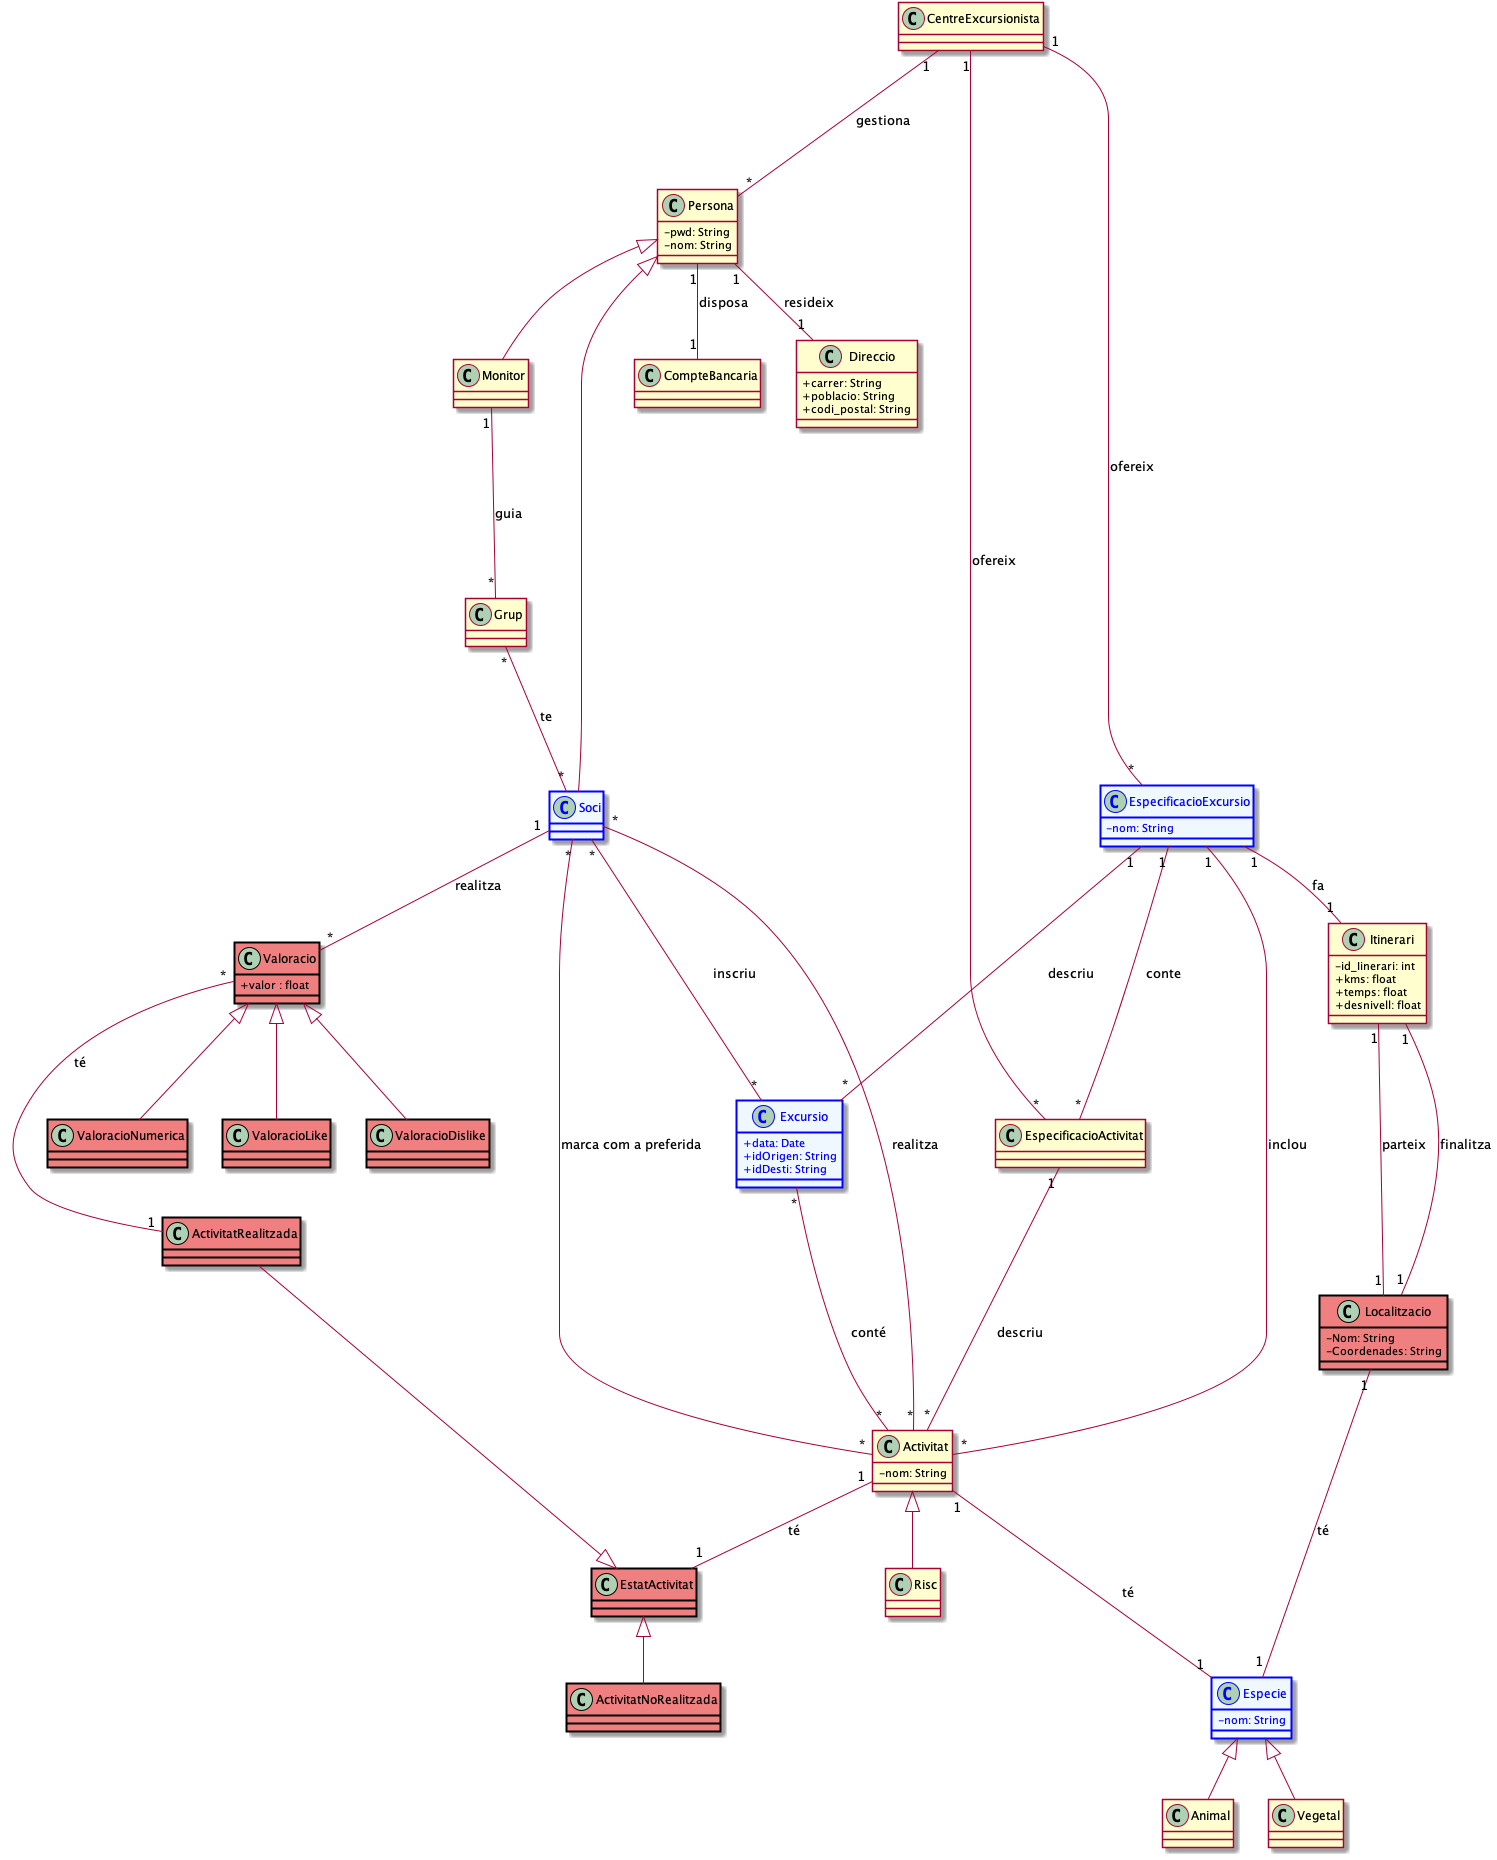 C CentreExcursionista
1 1 1
gestiona
*
C Persona
-pwd: String
-nom: String
1 1
disposa resideix
1 1
C Monitor
C CompteBancaria
C Direccio
+carrer: String
+poblacio: String
+codi_postal: String
1
ofereix
guia
ofereix
*
C Grup
*
te
* *
C Soci
C EspecificacioExcursio
-nom: String
1 *
* *
1 1 1 1
realitza
fa
1
*
C Valoracio
+valor : float
*
inscriu
descriu
conte
C Itinerari
-id_linerari: int
+kms: float
+temps: float
+desnivell: float
1 1
té
* * * *
C ValoracioNumerica
C ValoracioLike
C ValoracioDislike
C Excursio
+data: Date
+idOrigen: String
+idDesti: String
C EspecificacioActivitat
marca com a preferida
realitza
inclou
parteix
finalitza
1
*
1
C ActivitatRealitzada
1 1
C Localitzacio
-Nom: String
-Coordenades: String
conté
descriu
1
* * *
* *
C Activitat
-nom: String
1 1
té
té
1
C EstatActivitat
C Risc
té
1 1
C ActivitatNoRealitzada
C Especie
-nom: String
C Animal
C Vegetal